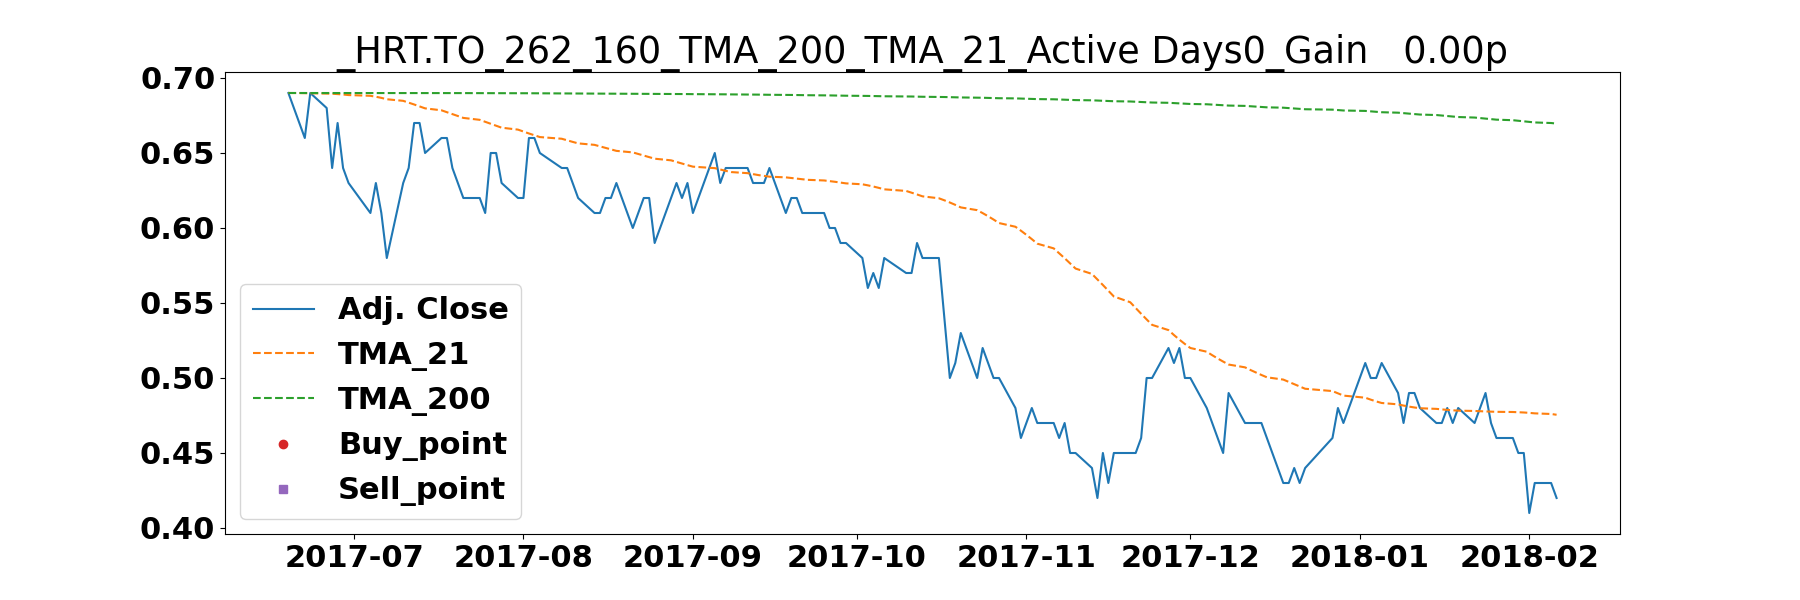 _HRT.TO_262_160_TMA_200_TMA_21_Active Days0_Gain   0.00p
0.70
0.65
0.60
0.55
0.50
0.45
0.40
Adj. Close
TMA_21
TMA_200
Buy_point
Sell_point
2017-07 2017-08 2017-09 2017-10 2017-11 2017-12 2018-01 2018-02